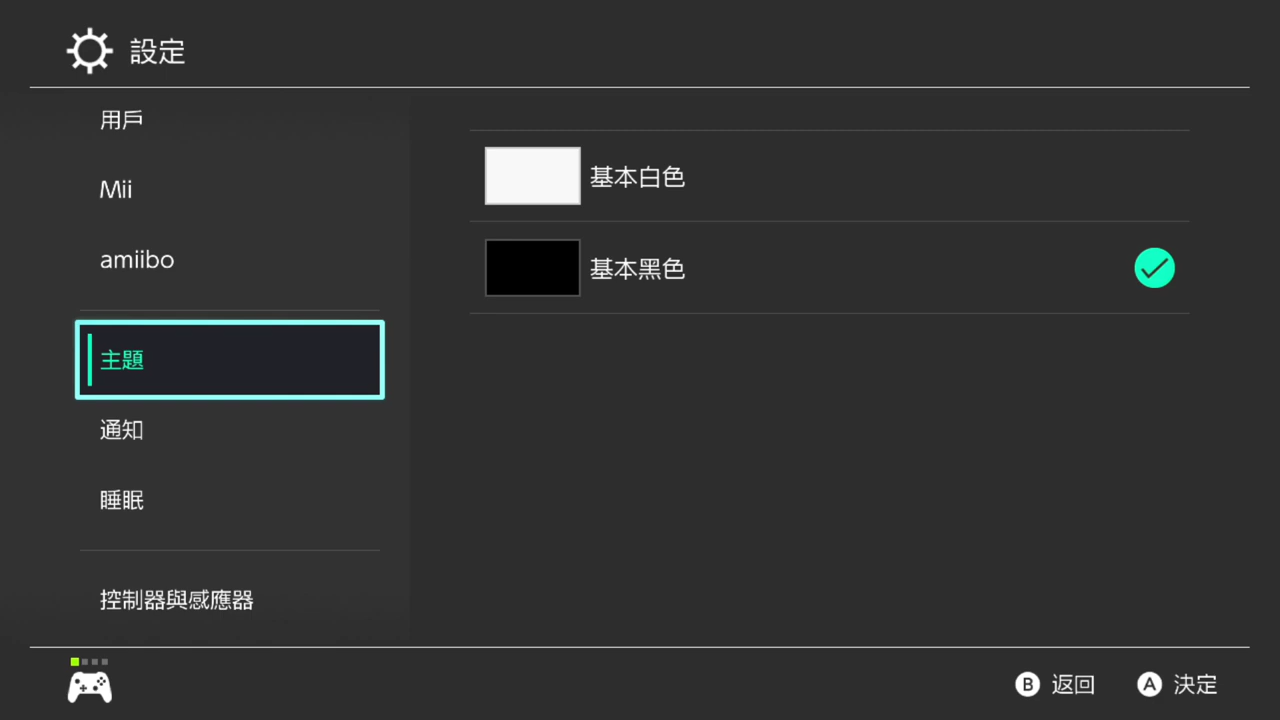 設定
用戶
Mii
amiibo
主題
通知
睡眠
控制器與感應器
基本白色
基本黑色
B 返回
A 決定